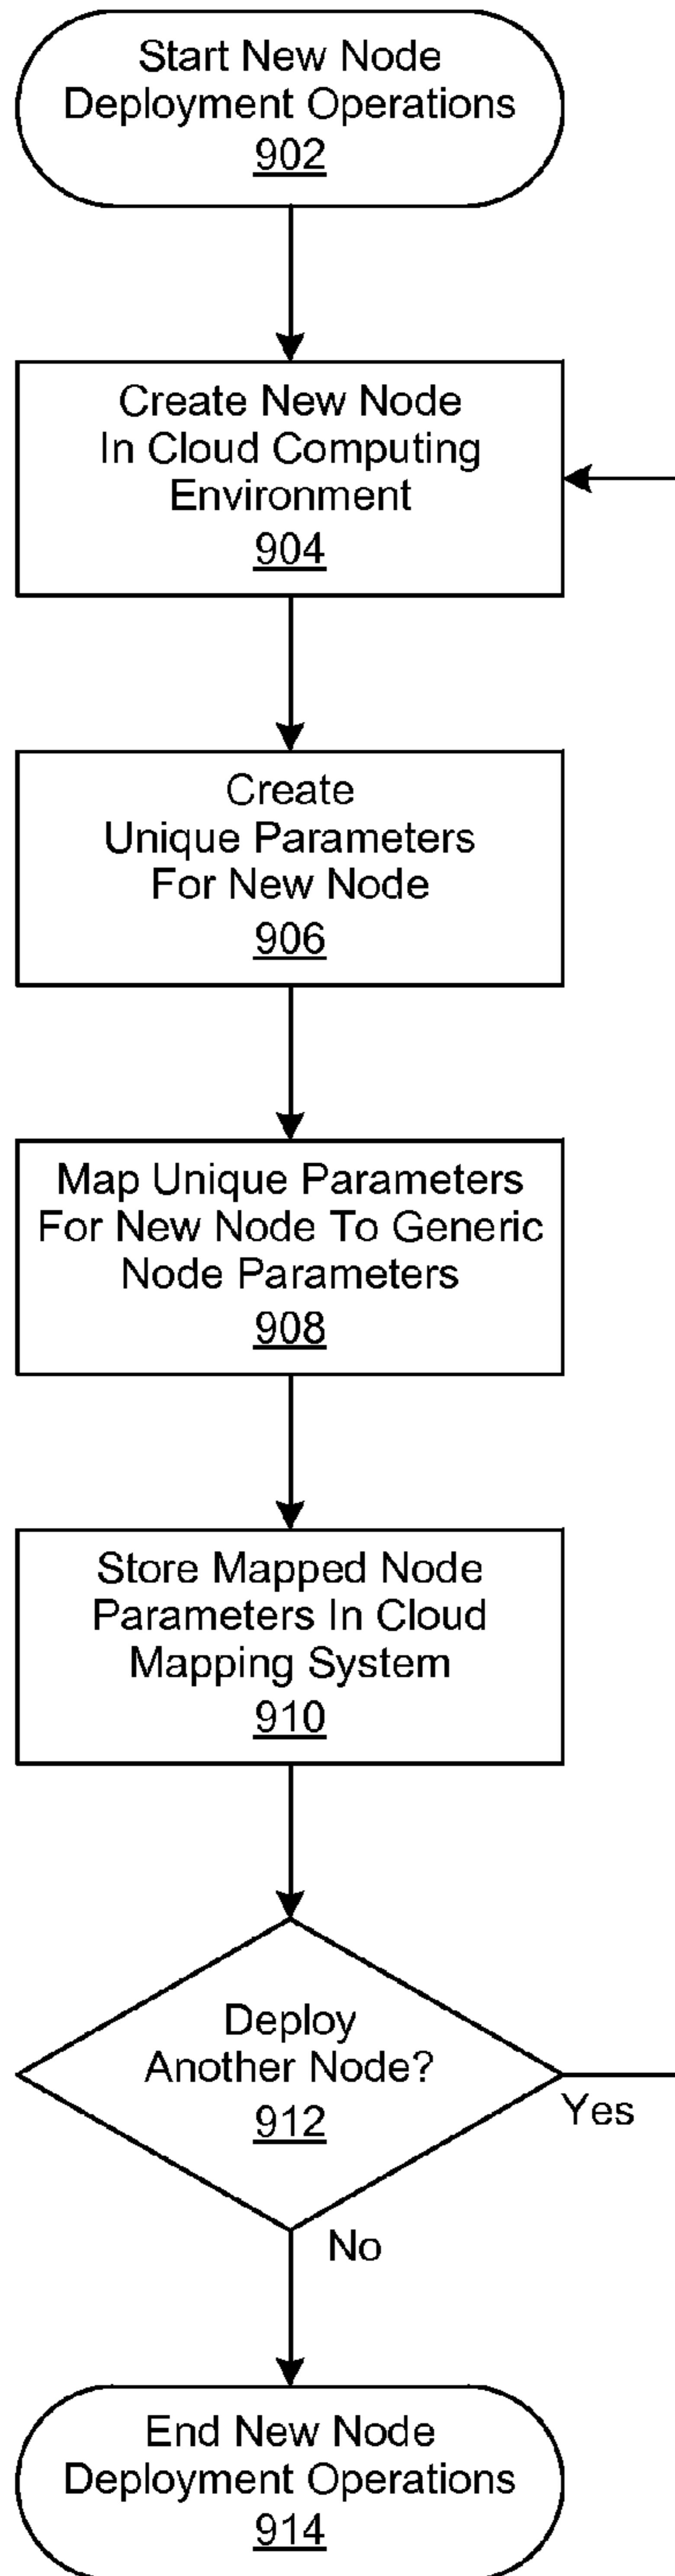 Start New Node
Deployment Operations
902
Create New Node
In Cloud Computing
Environment
904
Create
Unique Parameters
For New Node
906
Map Unique Parameters
For New Node To Generic
Node Parameters
908
Store Mapped Node
Parameters In Cloud
Mapping System
910
Deploy
Another Node?
912
Yes
No
End New Node
Deployment Operations
914